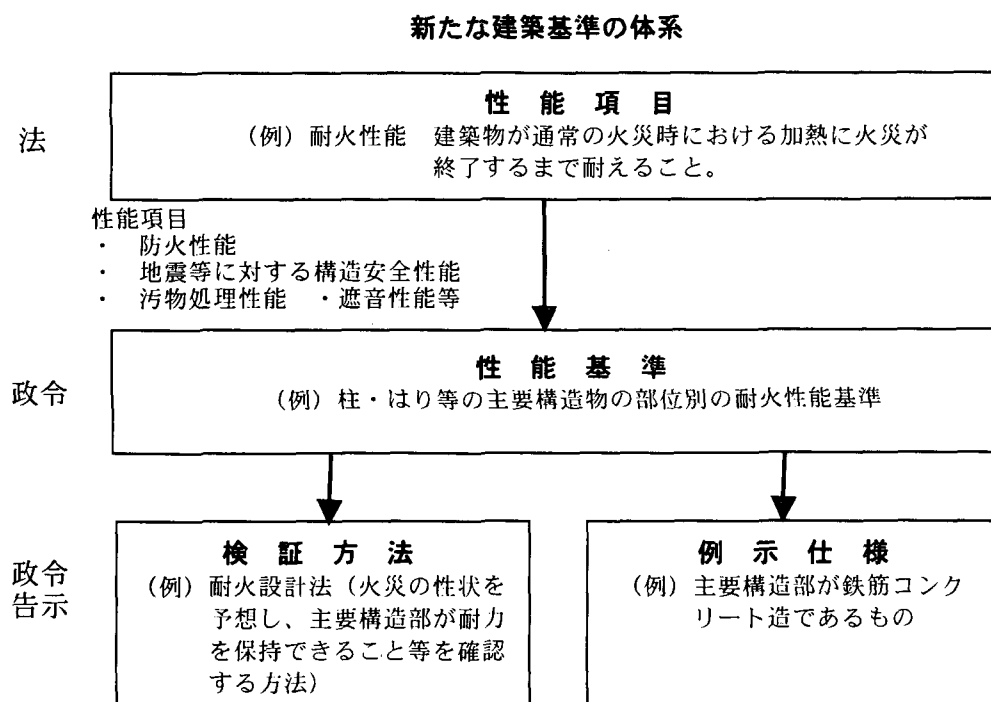 新たな建築基準の体系
法
性能項目
（例）耐火性能　建築物が通常の火災時における加熱に火災が
終了するまで耐えること。
性能項目
・　防火性能
・　地震等に対する構造安全性能
・　汚物処理性能　・遮音性能等
政令
性能基準
（例）柱・はり等の主要構造物の部位別の耐火性能基準
政令
告示
検証方法
（例）耐火設計法（火災の性状を
予想し、主要構造部が耐力
を保持できること等を確認
する方法）
例示仕様
（例）主要構造部が鉄筋コンク
リート造であるもの